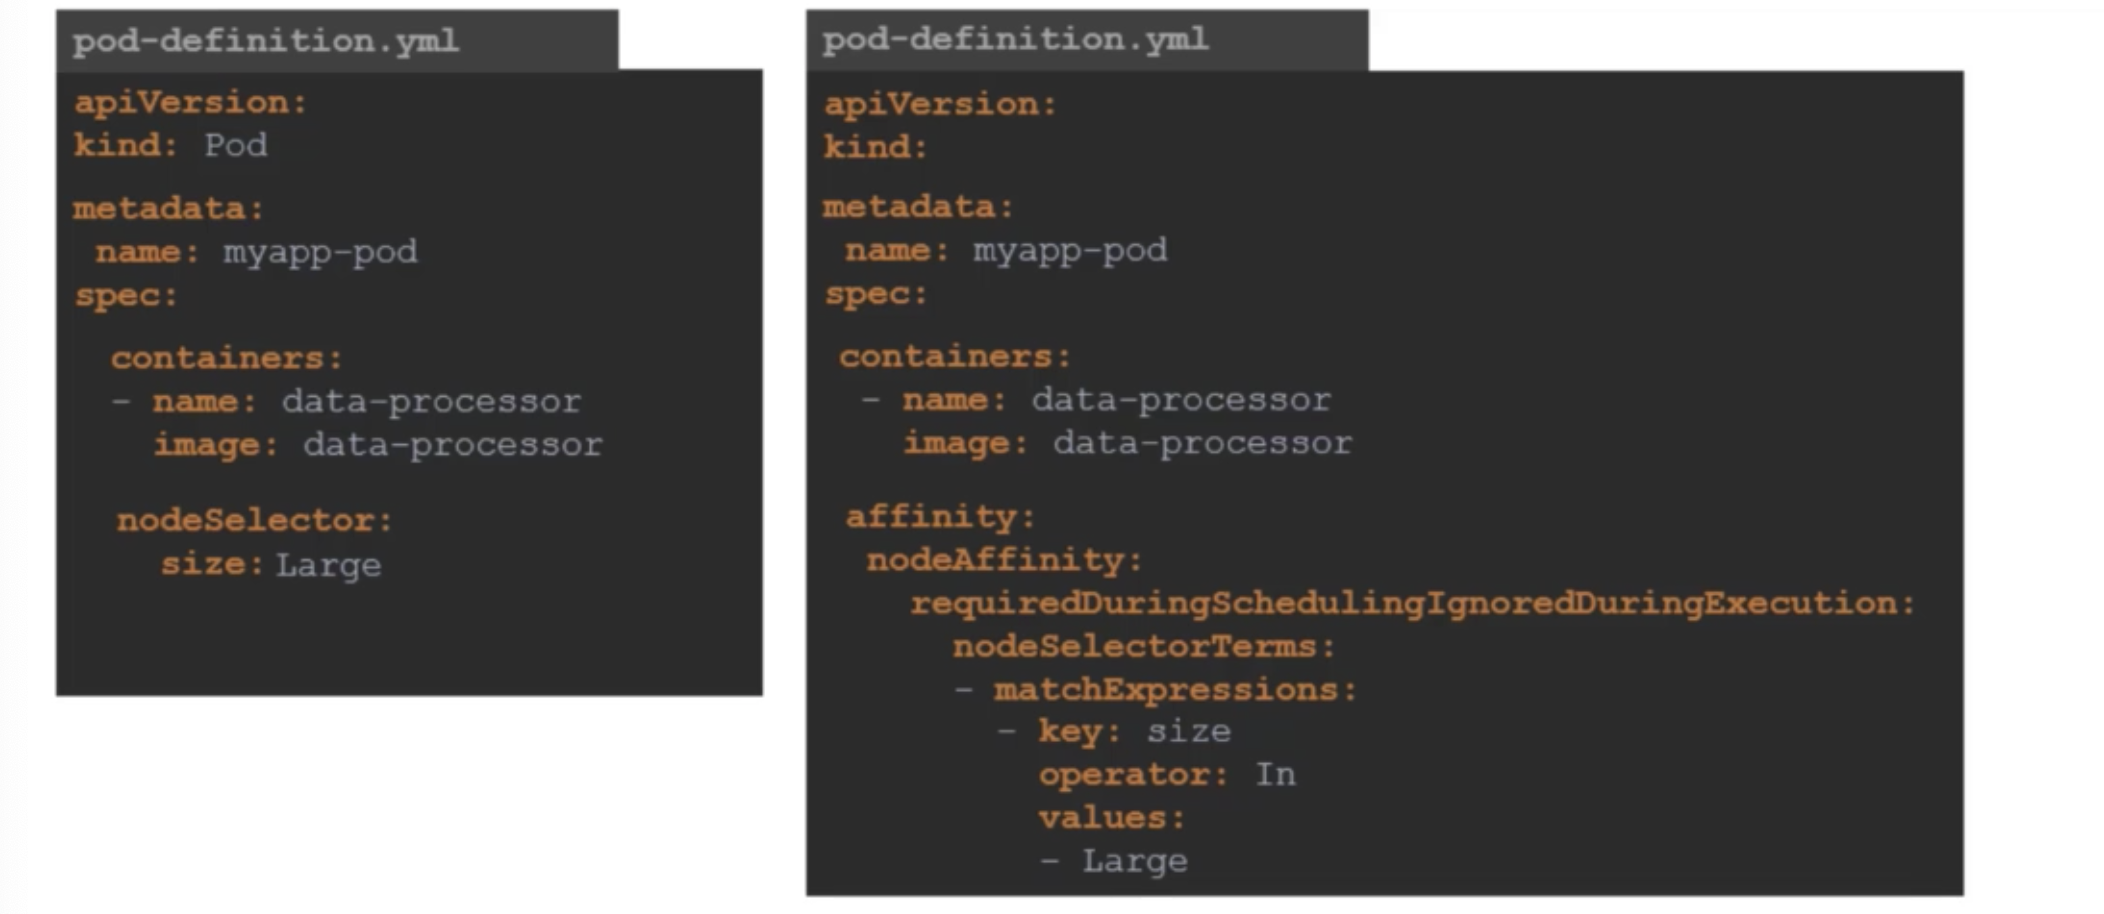 pod-definition.yml
apiVersion:
kind: Pod
metadata:
name: myapp-pod
spec:
containers:
- name: data-processor
image: data-processor
nodeSelector:
size: Large
pod-definition.yml
apiVersion:
kind:
metadata:
name: myapp-pod
spec:
containers:
- name: data-processor
image: data-processor
affinity:
nodeAffinity:
requiredDuringSchedulingIgnoredDuringExecution:
nodeSelectorTerms:
- matchExpressions:
- key: size
operator: In
values:
- Large